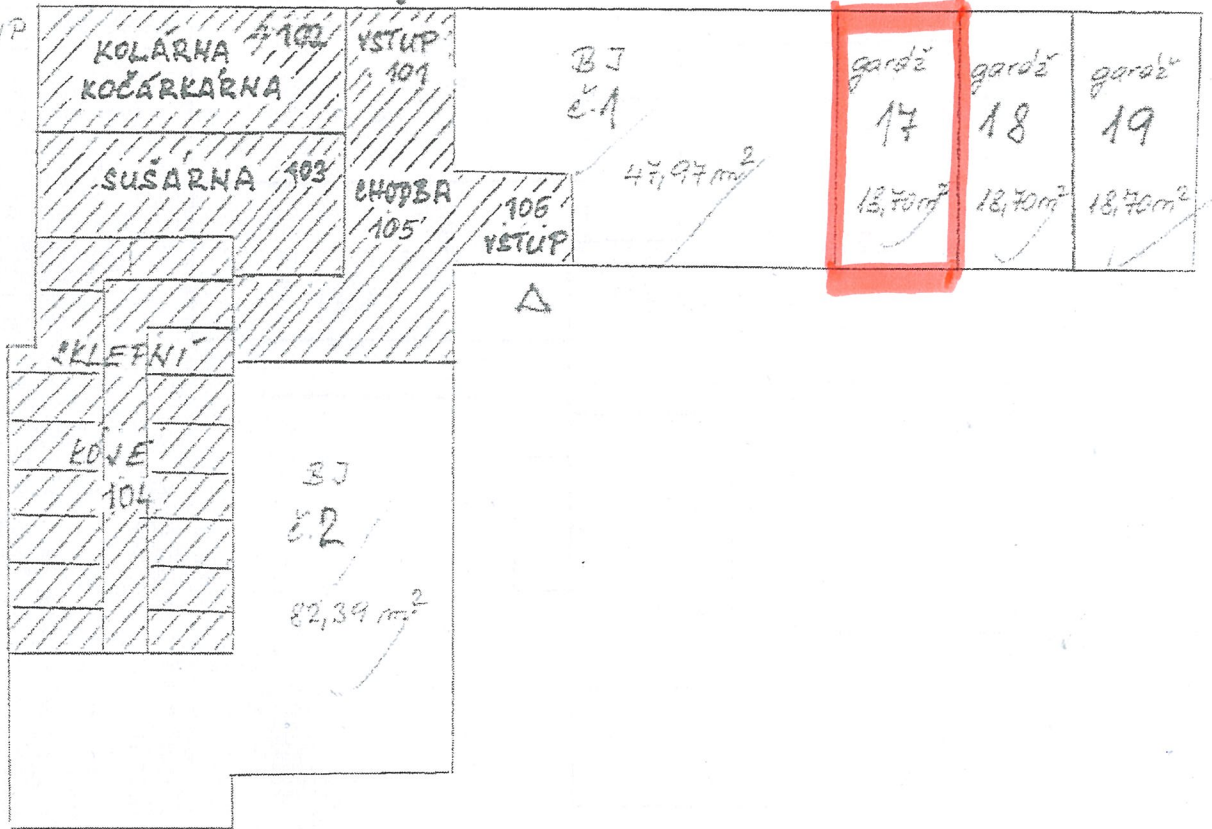 KOLÁRNA 102
KOČÁRKÁRNA
VSTUP
101
BJ
č.1
47,97 m²
garáž
17
18,70 m²
garáž
18
18,70 m²
garáž
19
18,70 m²
SUŠÁRNA 103
CHODBA
105
106
VSTUP
SKLEPNÍ
KÓJE
104
BJ
č.2
82,39 m²